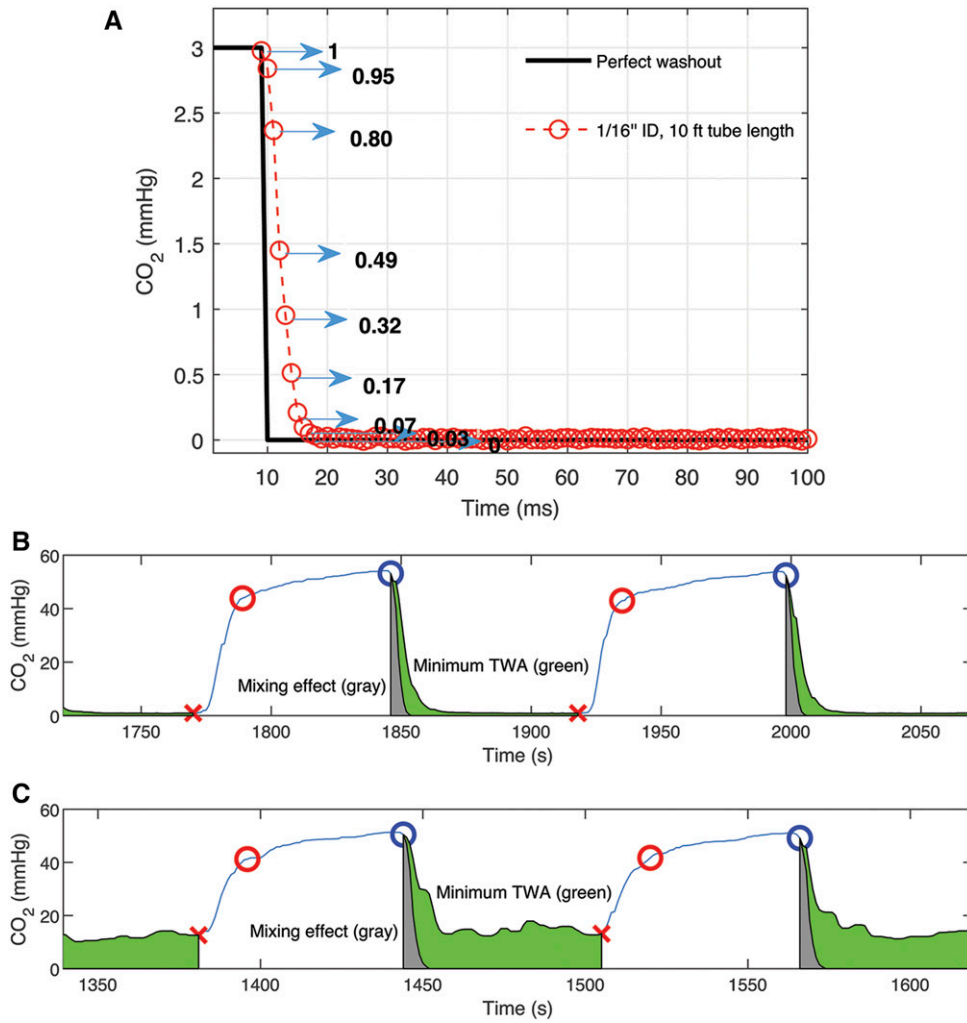 A
CO2 (mmHg)
3
2.5
2
1.5
1
0.5
0
1
0.95
0.80
0.49
0.32
0.17
0.07
0.03
0
Perfect washout
1/16" ID, 10 ft tube length
10 20 30 40 50 60 70 80 90 100
Time (ms)
B
CO2 (mmHg)
60
40
20
0
Mixing effect (gray)
Minimum TWA (green)
1750 1800 1850 1900 1950 2000 2050
Time (s)
C
CO2 (mmHg)
60
40
20
0
Minimum TWA (green)
Mixing effect (gray)
1350 1400 1450 1500 1550 1600
Time (s)